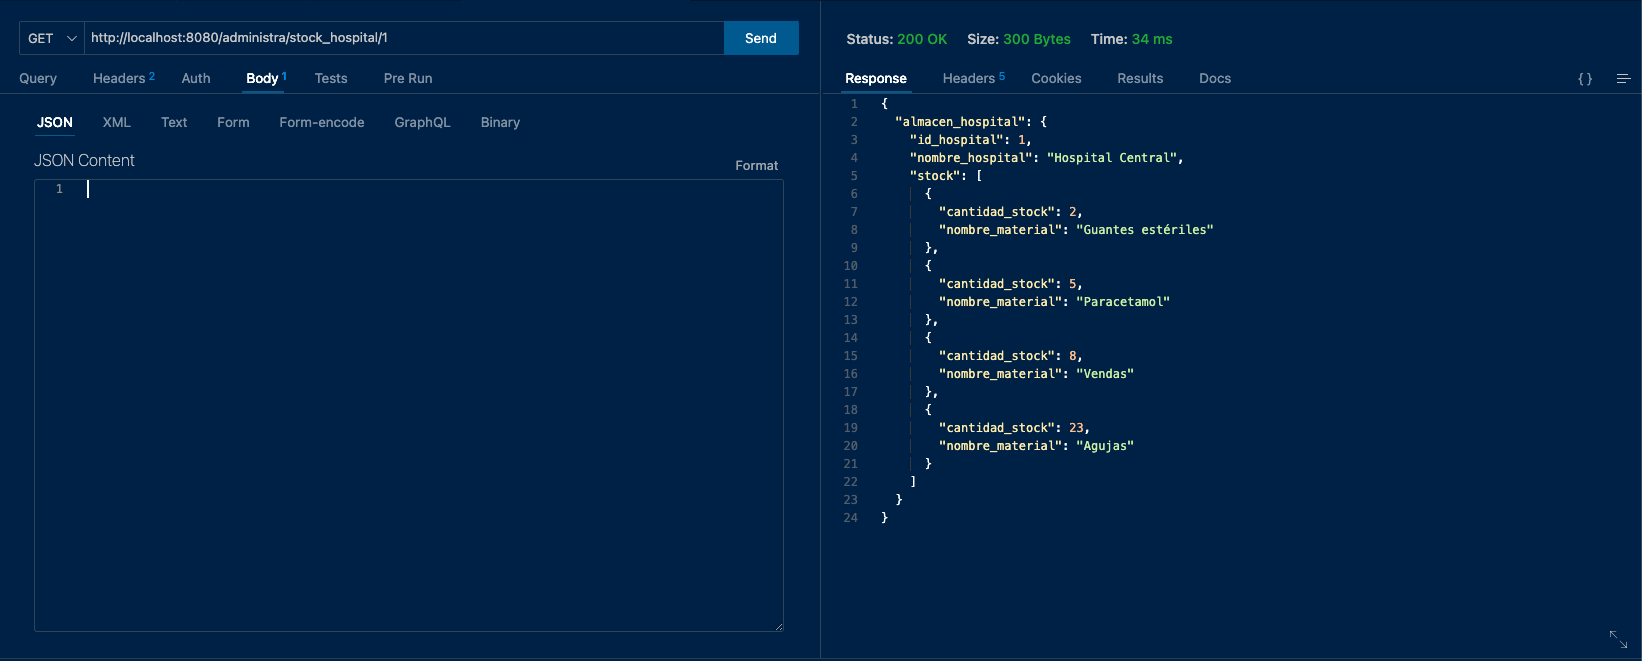 GET http://localhost:8080/administra/stock_hospital/1 Send
Query Headers 2 Auth Body 1 Tests Pre Run
JSON XML Text Form Form-encode GraphQL Binary
JSON Content
Format
1
Status: 200 OK Size: 300 Bytes Time: 34 ms
Response Headers 5 Cookies Results Docs { }
1 {
2 "almacen_hospital": {
3 "id_hospital": 1,
4 "nombre_hospital": "Hospital Central",
5 "stock": [
6 {
7 "cantidad_stock": 2,
8 "nombre_material": "Guantes estériles"
9 },
10 {
11 "cantidad_stock": 5,
12 "nombre_material": "Paracetamol"
13 },
14 {
15 "cantidad_stock": 8,
16 "nombre_material": "Vendas"
17 },
18 {
19 "cantidad_stock": 23,
20 "nombre_material": "Agujas"
21 }
22 ]
23 }
24 }